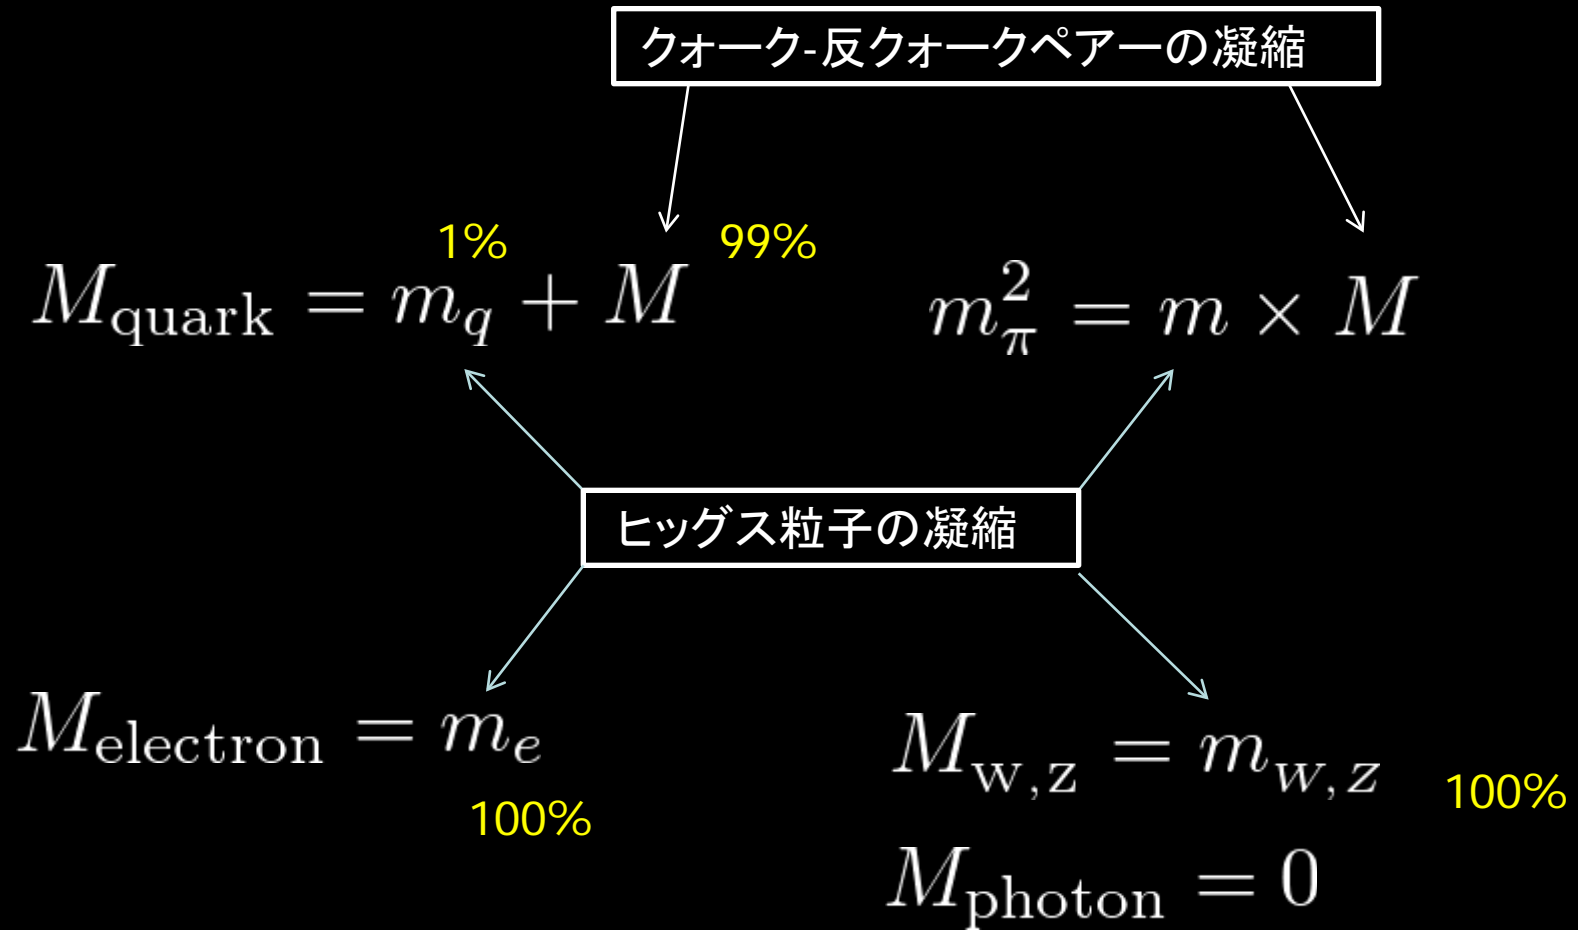 クォーク-反クォークペアーの凝縮
1% 99%
M_quark = m_q + M
m_π^2 = m × M
ヒッグス粒子の凝縮
M_electron = m_e
100%
M_w,z = m_w,z 100%
M_photon = 0